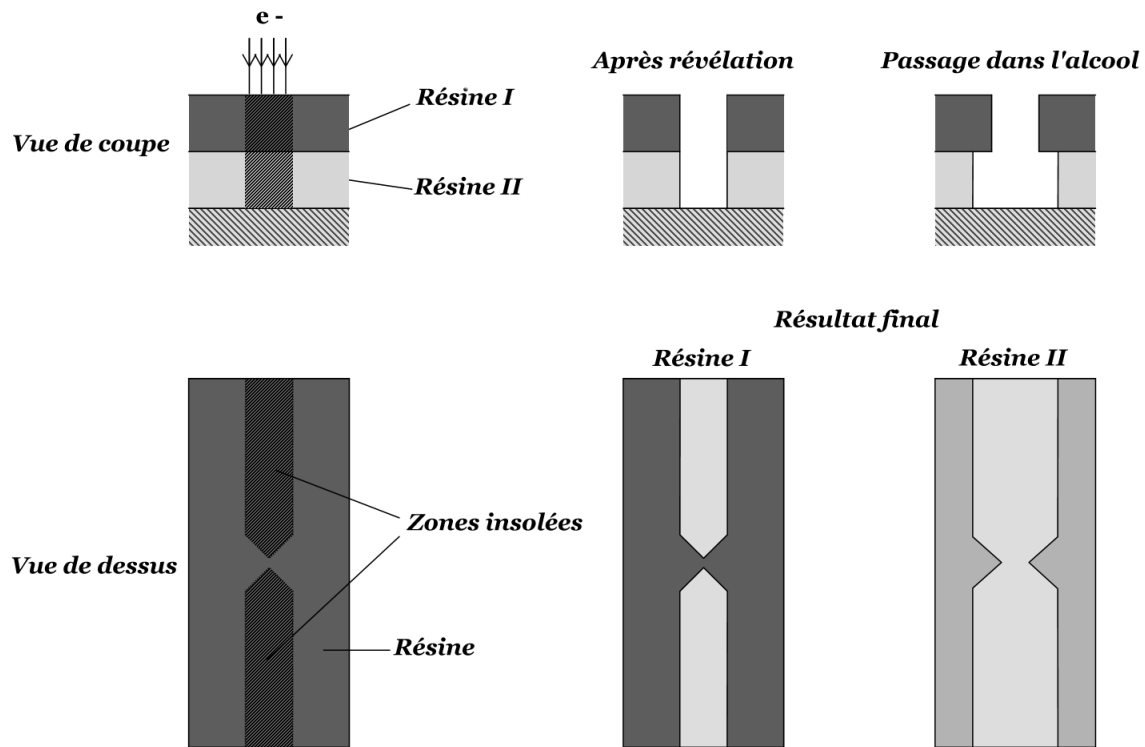 e -
Après révélation
Passage dans l'alcool
Résine I
Vue de coupe
Résine II
Résultat final
Résine I
Résine II
Zones insolées
Vue de dessus
Résine